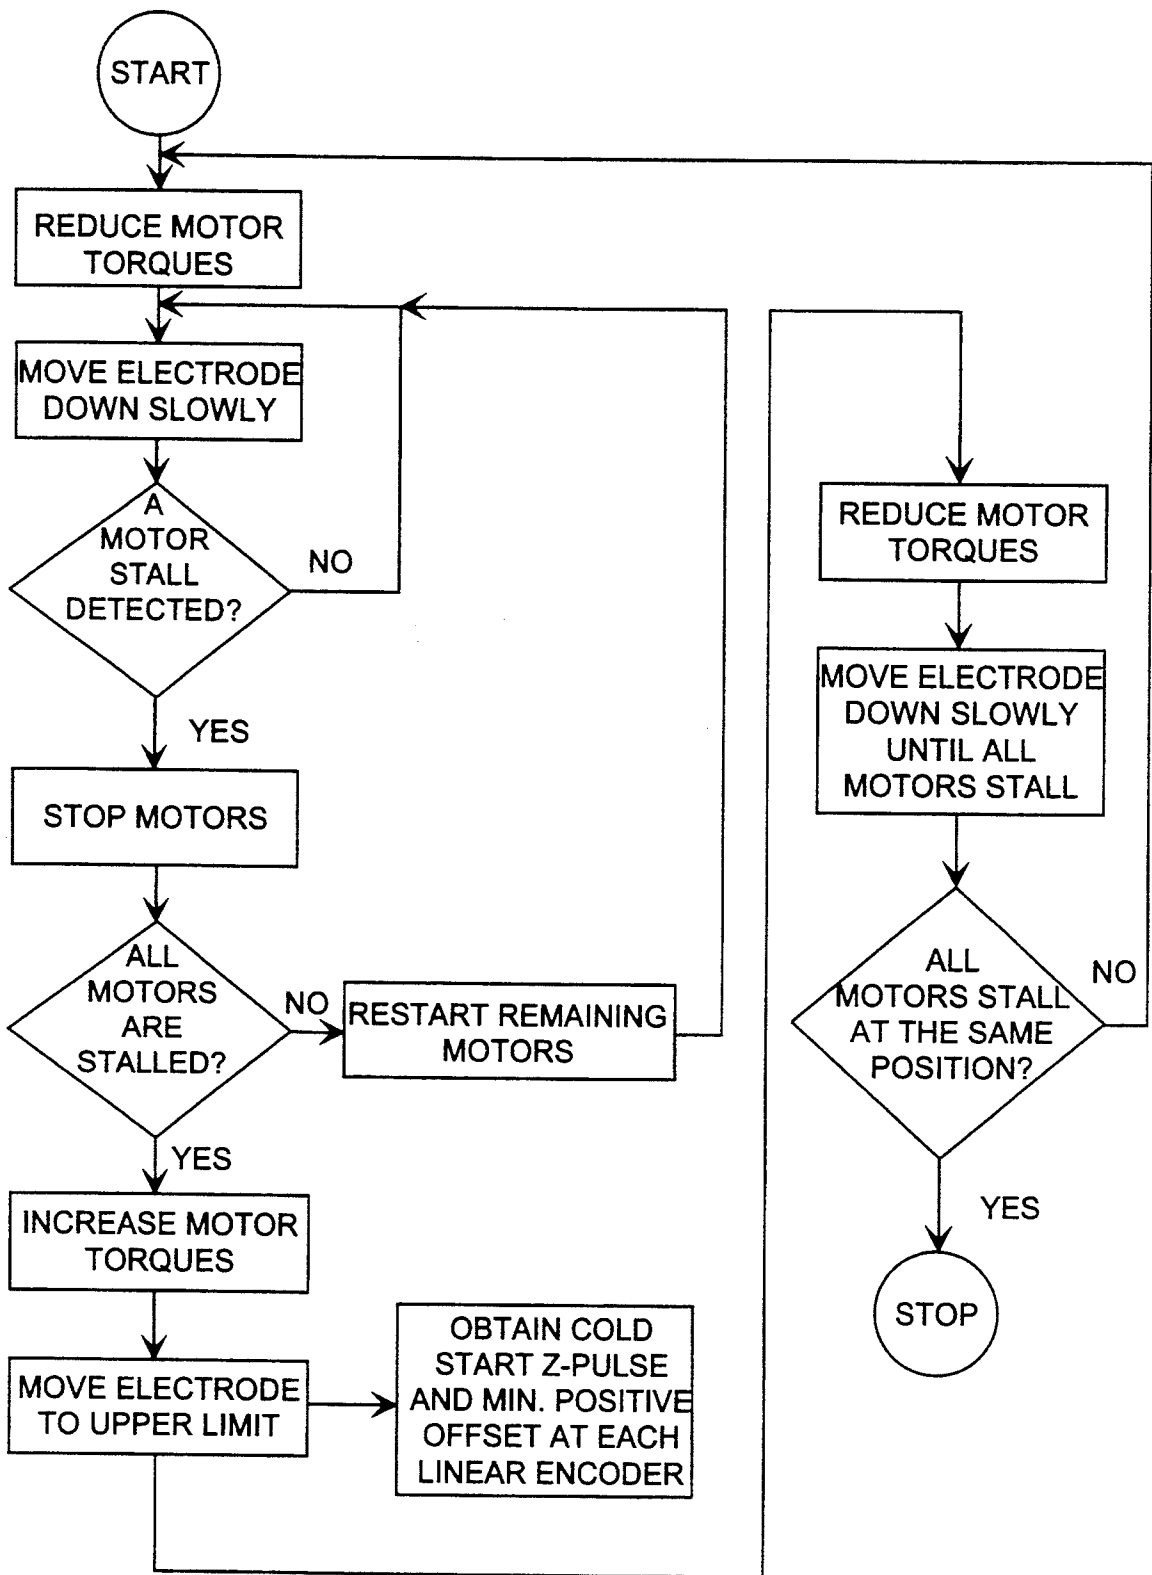 START
REDUCE MOTOR
TORQUES
MOVE ELECTRODE
DOWN SLOWLY
A
MOTOR
STALL
DETECTED?
NO
YES
STOP MOTORS
ALL
MOTORS
ARE
STALLED?
NO
RESTART REMAINING
MOTORS
YES
INCREASE MOTOR
TORQUES
MOVE ELECTRODE
TO UPPER LIMIT
OBTAIN COLD
START Z-PULSE
AND MIN. POSITIVE
OFFSET AT EACH
LINEAR ENCODER
REDUCE MOTOR
TORQUES
MOVE ELECTRODE
DOWN SLOWLY
UNTIL ALL
MOTORS STALL
ALL
MOTORS STALL
AT THE SAME
POSITION?
NO
YES
STOP